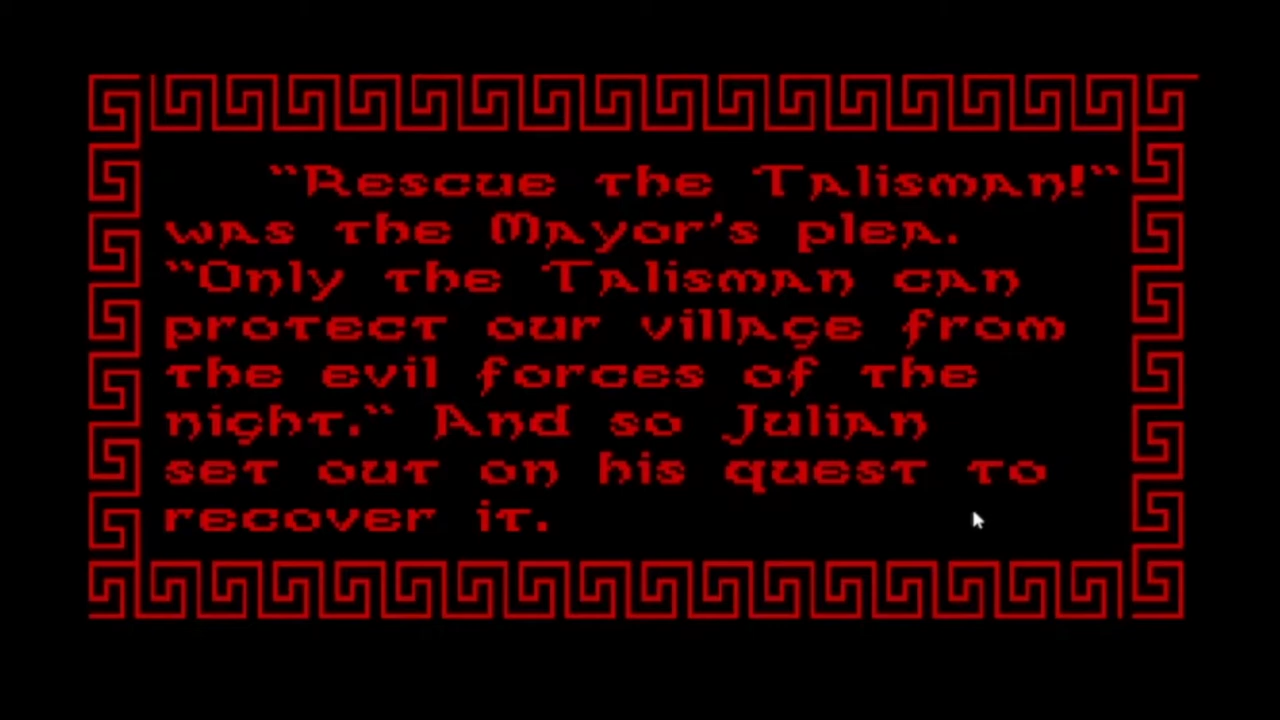 "Rescue the Talisman!"
was the Mayor's plea.
"Only the Talisman can
protect our village from
the evil forces of the
night." And so Julian
set out on his quest to
recover it.